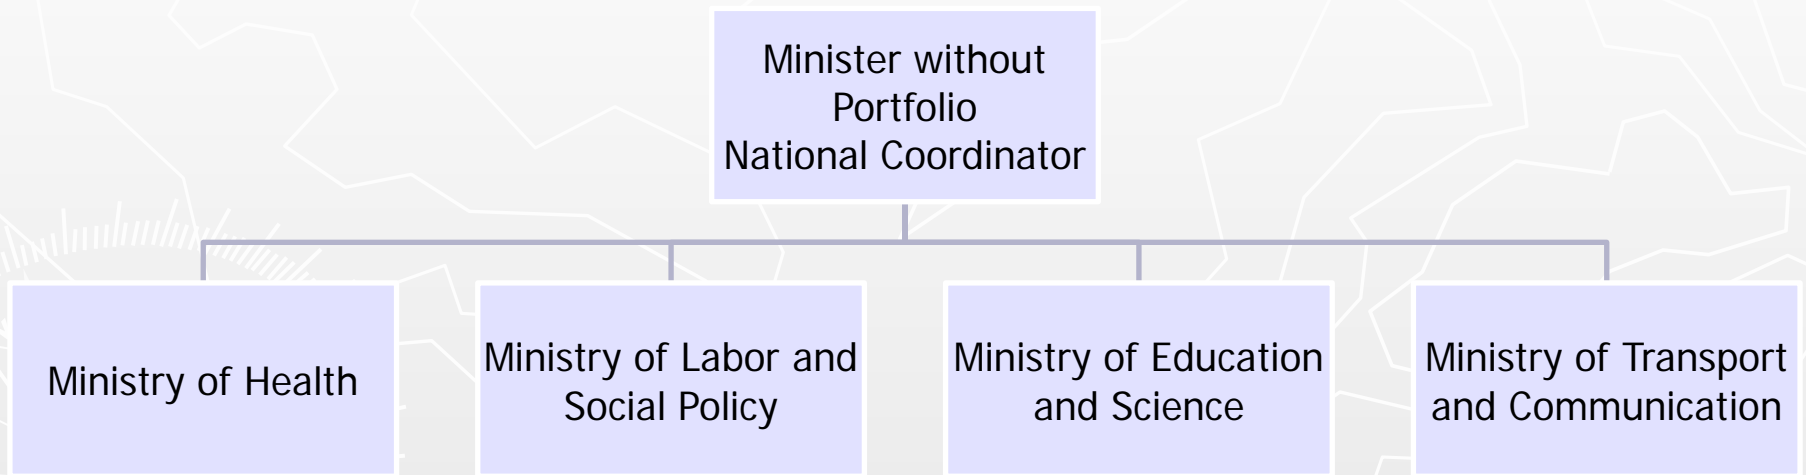 Minister without
Portfolio
National Coordinator
Ministry of Health
Ministry of Labor and
Social Policy
Ministry of Education
and Science
Ministry of Transport
and Communication